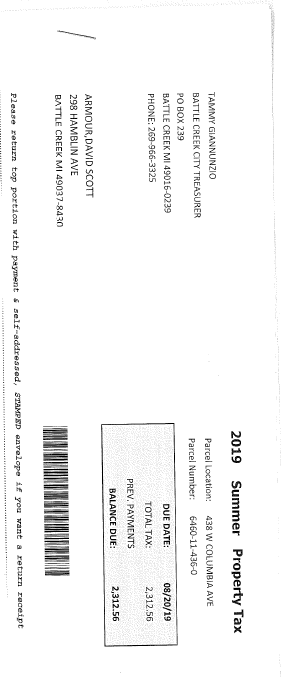 TAMMY GIANNUNZIO
BATTLE CREEK CITY TREASURER
PO BOX 239
BATTLE CREEK MI 49016-0239
PHONE: 269-966-3325
2019 Summer Property Tax
Parcel Location: 438 W COLUMBIA AVE
Parcel Number: 6460-11-436-0
DUE DATE: 08/20/19
TOTAL TAX: 2,312.56
PREV. PAYMENTS
BALANCE DUE: 2,312.56
ARMOUR,DAVID SCOTT
298 HAMBLIN AVE
BATTLE CREEK MI 49037-8430
Please return top portion with payment & self-addressed, STAMPED envelope if you want a return receipt